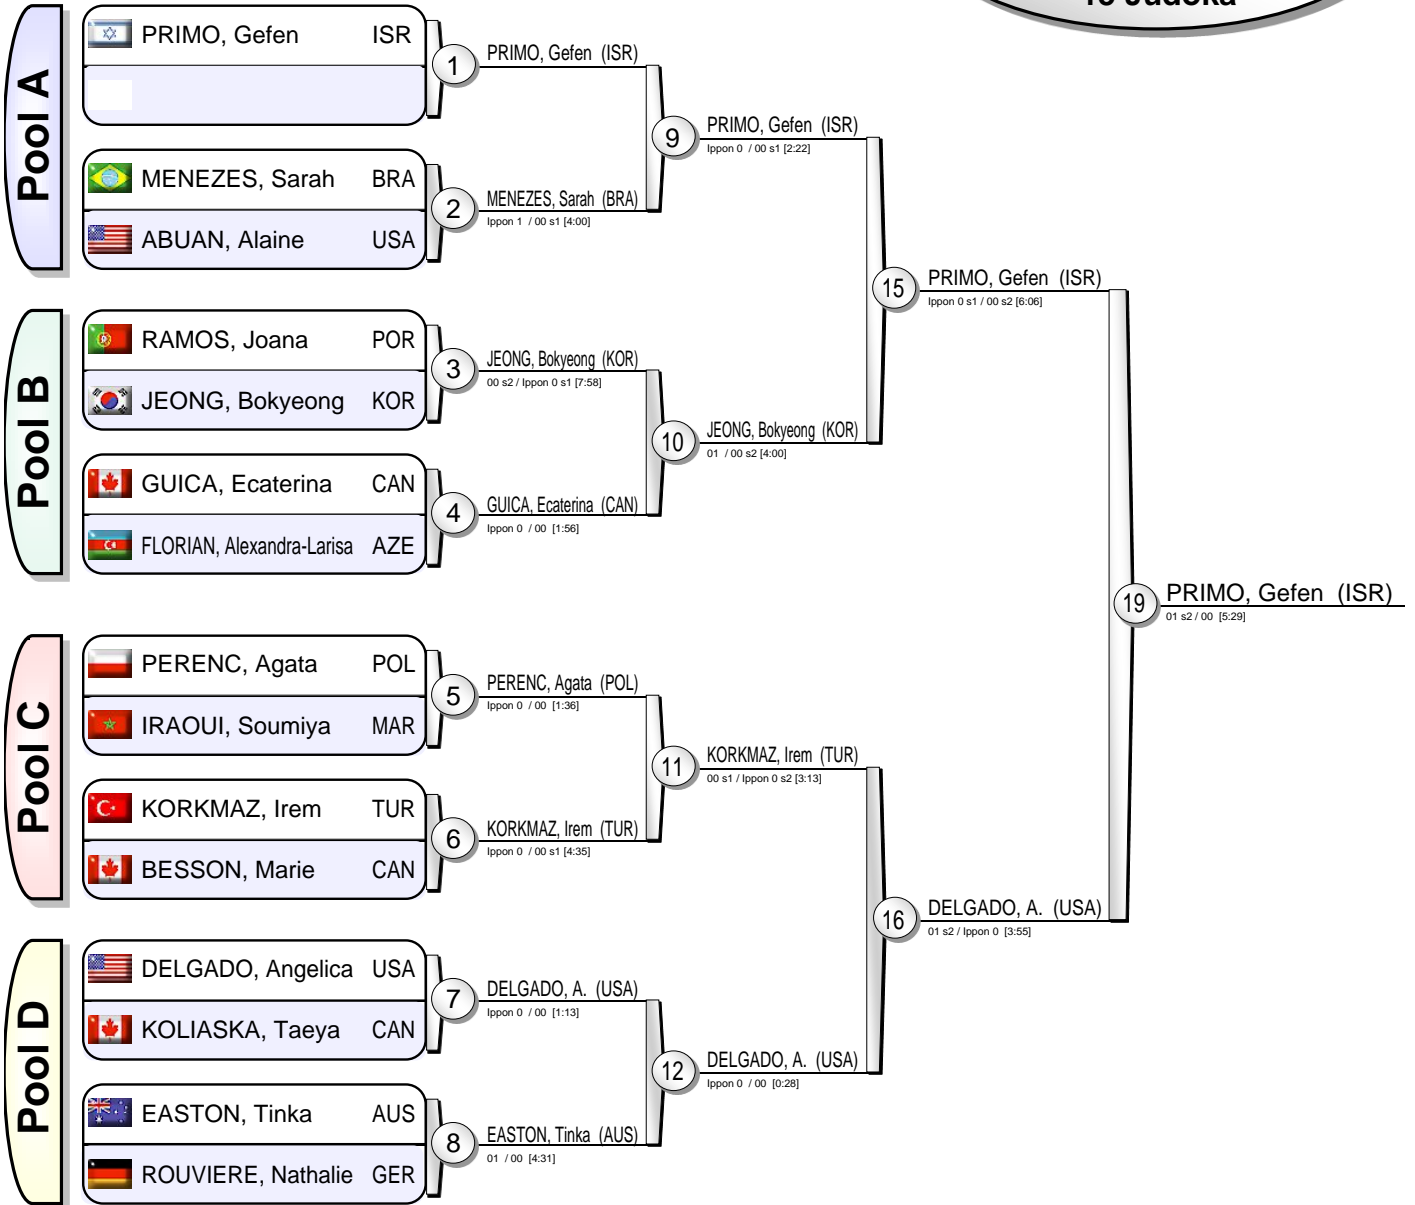 15 Judoka
Pool A
PRIMO, Gefen ISR
MENEZES, Sarah BRA
ABUAN, Alaine USA
Pool B
RAMOS, Joana POR
JEONG, Bokyeong KOR
GUICA, Ecaterina CAN
FLORIAN, Alexandra-Larisa AZE
Pool C
PERENC, Agata POL
IRAOUI, Soumiya MAR
KORKMAZ, Irem TUR
BESSON, Marie CAN
Pool D
DELGADO, Angelica USA
KOLIASKA, Taeya CAN
EASTON, Tinka AUS
ROUVIERE, Nathalie GER
1 PRIMO, Gefen (ISR)
2 MENEZES, Sarah (BRA)
Ippon 1 / 00 s1 [4:00]
3 JEONG, Bokyeong (KOR)
00 s2 / Ippon 0 s1 [7:58]
4 GUICA, Ecaterina (CAN)
Ippon 0 / 00 [1:56]
5 PERENC, Agata (POL)
Ippon 0 / 00 [1:36]
6 KORKMAZ, Irem (TUR)
Ippon 0 / 00 s1 [4:35]
7 DELGADO, A. (USA)
Ippon 0 / 00 [1:13]
8 EASTON, Tinka (AUS)
01 / 00 [4:31]
9 PRIMO, Gefen (ISR)
Ippon 0 / 00 s1 [2:22]
10 JEONG, Bokyeong (KOR)
01 / 00 s2 [4:00]
11 KORKMAZ, Irem (TUR)
00 s1 / Ippon 0 s2 [3:13]
12 DELGADO, A. (USA)
Ippon 0 / 00 [0:28]
15 PRIMO, Gefen (ISR)
Ippon 0 s1 / 00 s2 [6:06]
16 DELGADO, A. (USA)
01 s2 / Ippon 0 [3:55]
19 PRIMO, Gefen (ISR)
01 s2 / 00 [5:29]